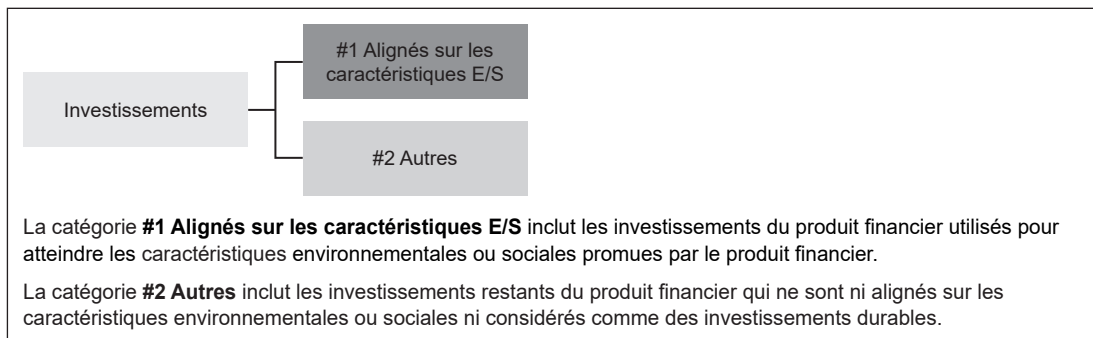 #1 Alignés sur les
caractéristiques E/S
Investissements
#2 Autres
La catégorie #1 Alignés sur les caractéristiques E/S inclut les investissements du produit financier utilisés pour
atteindre les caractéristiques environnementales ou sociales promues par le produit financier.
La catégorie #2 Autres inclut les investissements restants du produit financier qui ne sont ni alignés sur les
caractéristiques environnementales ou sociales ni considérés comme des investissements durables.